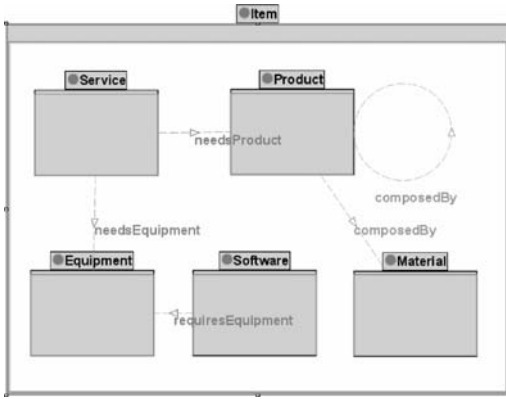 Item
Service
Product
needsProduct
composedBy
needsEquipment
composedBy
Equipment
Software
Material
requiresEquipment